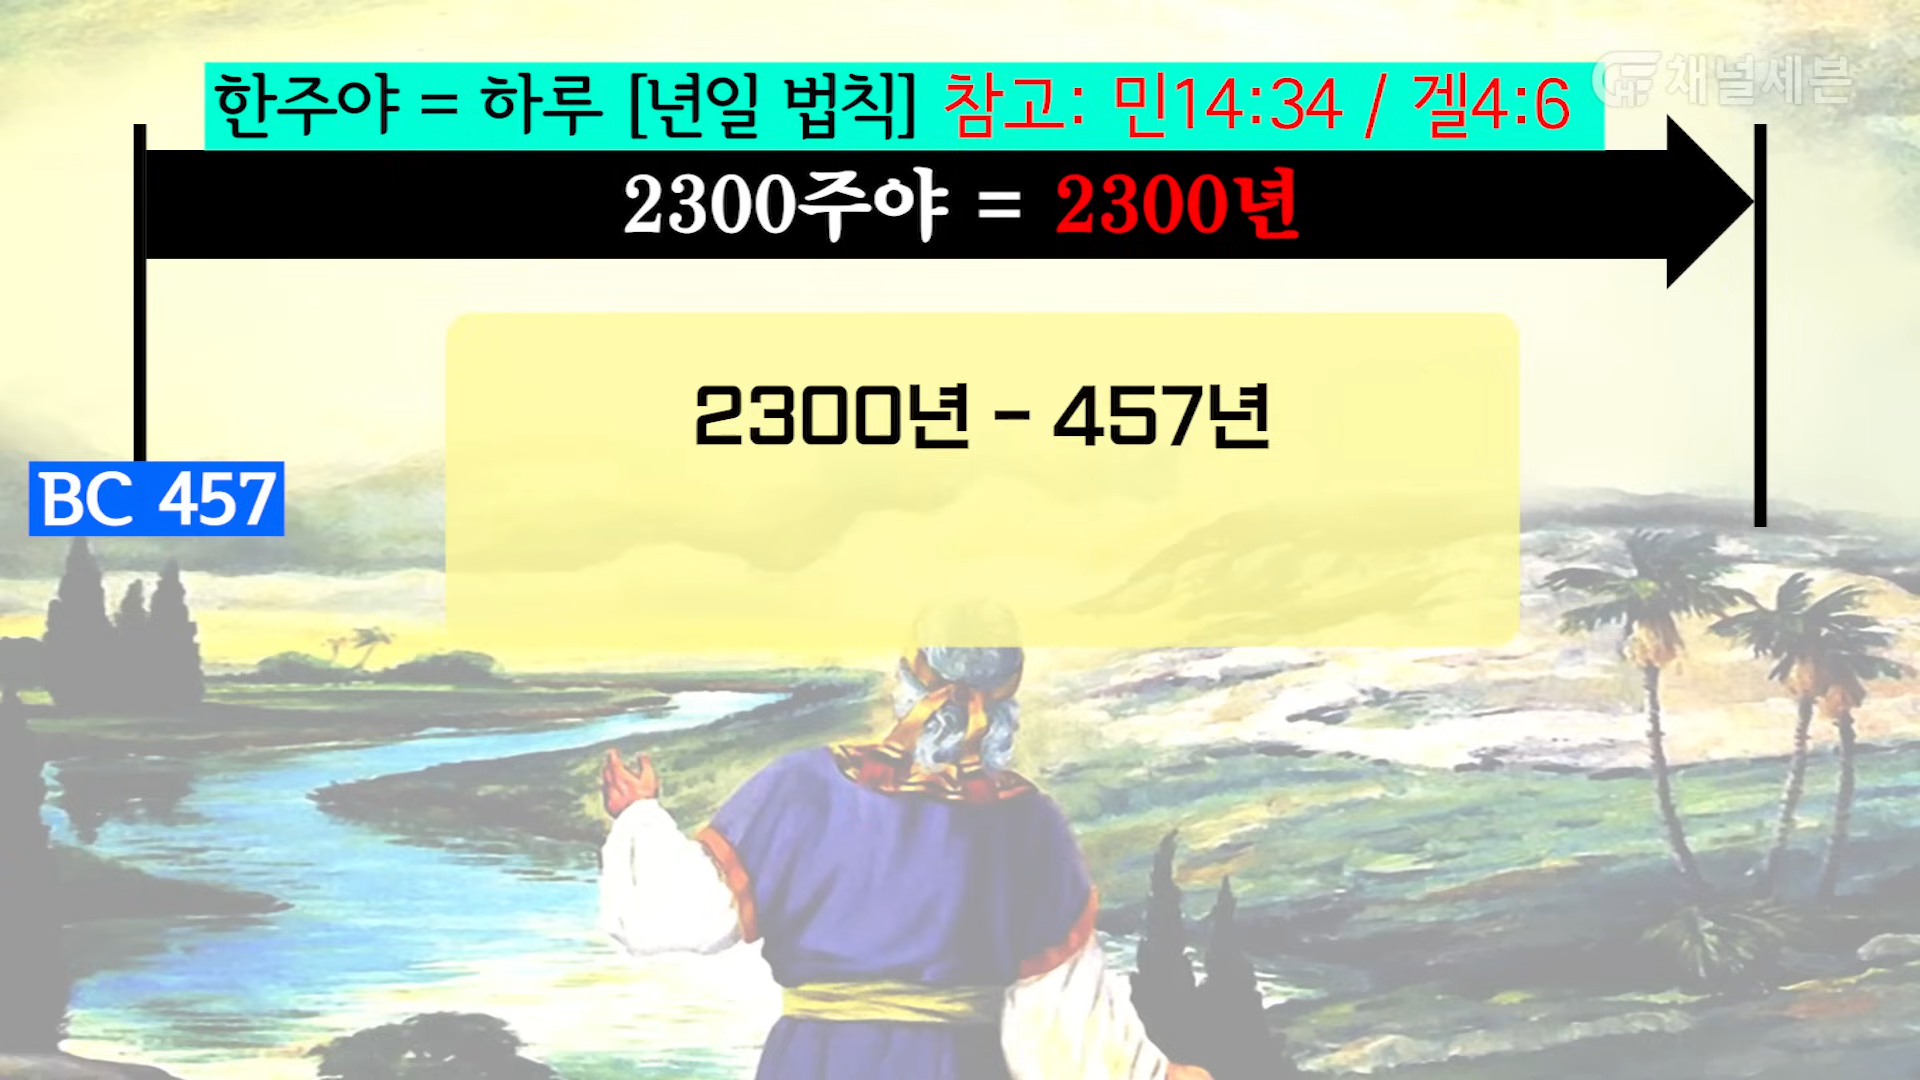 채널세븐
한주야 = 하루 [년일 법칙] 참고: 민14:34 / 겔4:6
2300주야 = 2300년
2300년 - 457년
BC 457